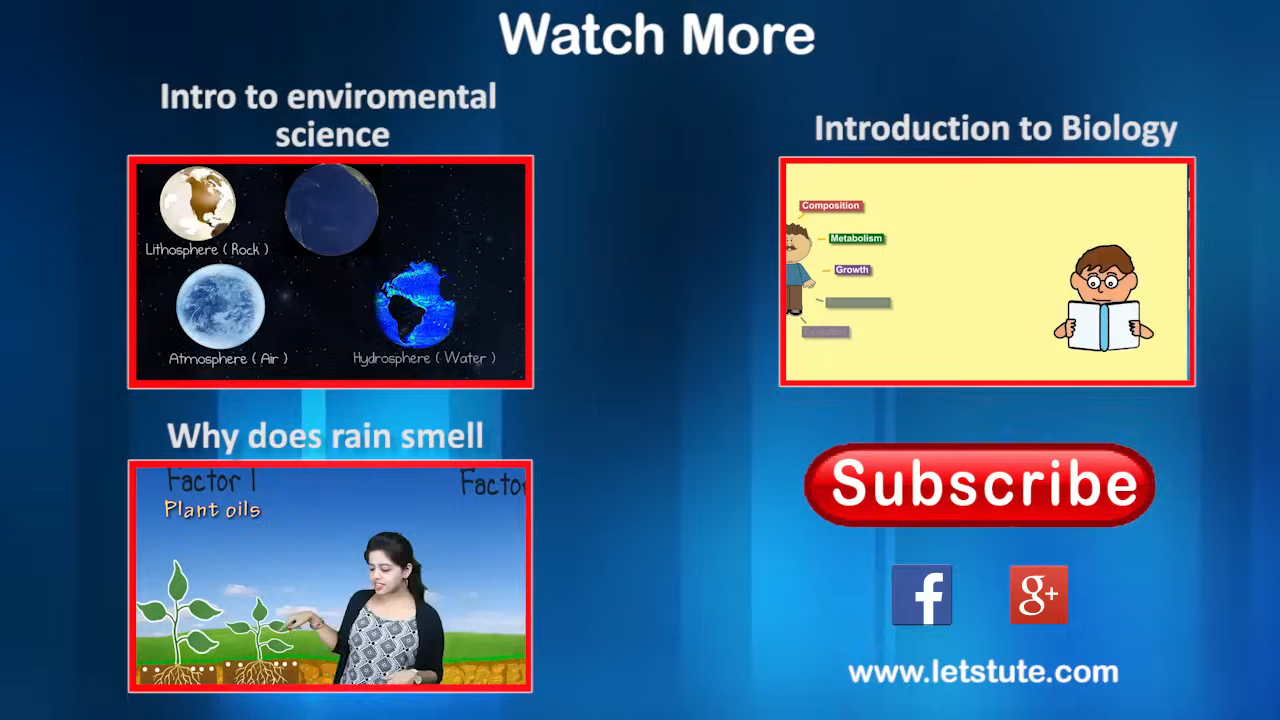 Watch More
Intro to enviromental
science
Lithosphere ( Rock )
Atmosphere ( Air )
Hydrosphere ( Water )
Introduction to Biology
Composition
Metabolism
Growth
Why does rain smell
Factor 1
Plant oils
Subscribe
f
g+
www.letstute.com